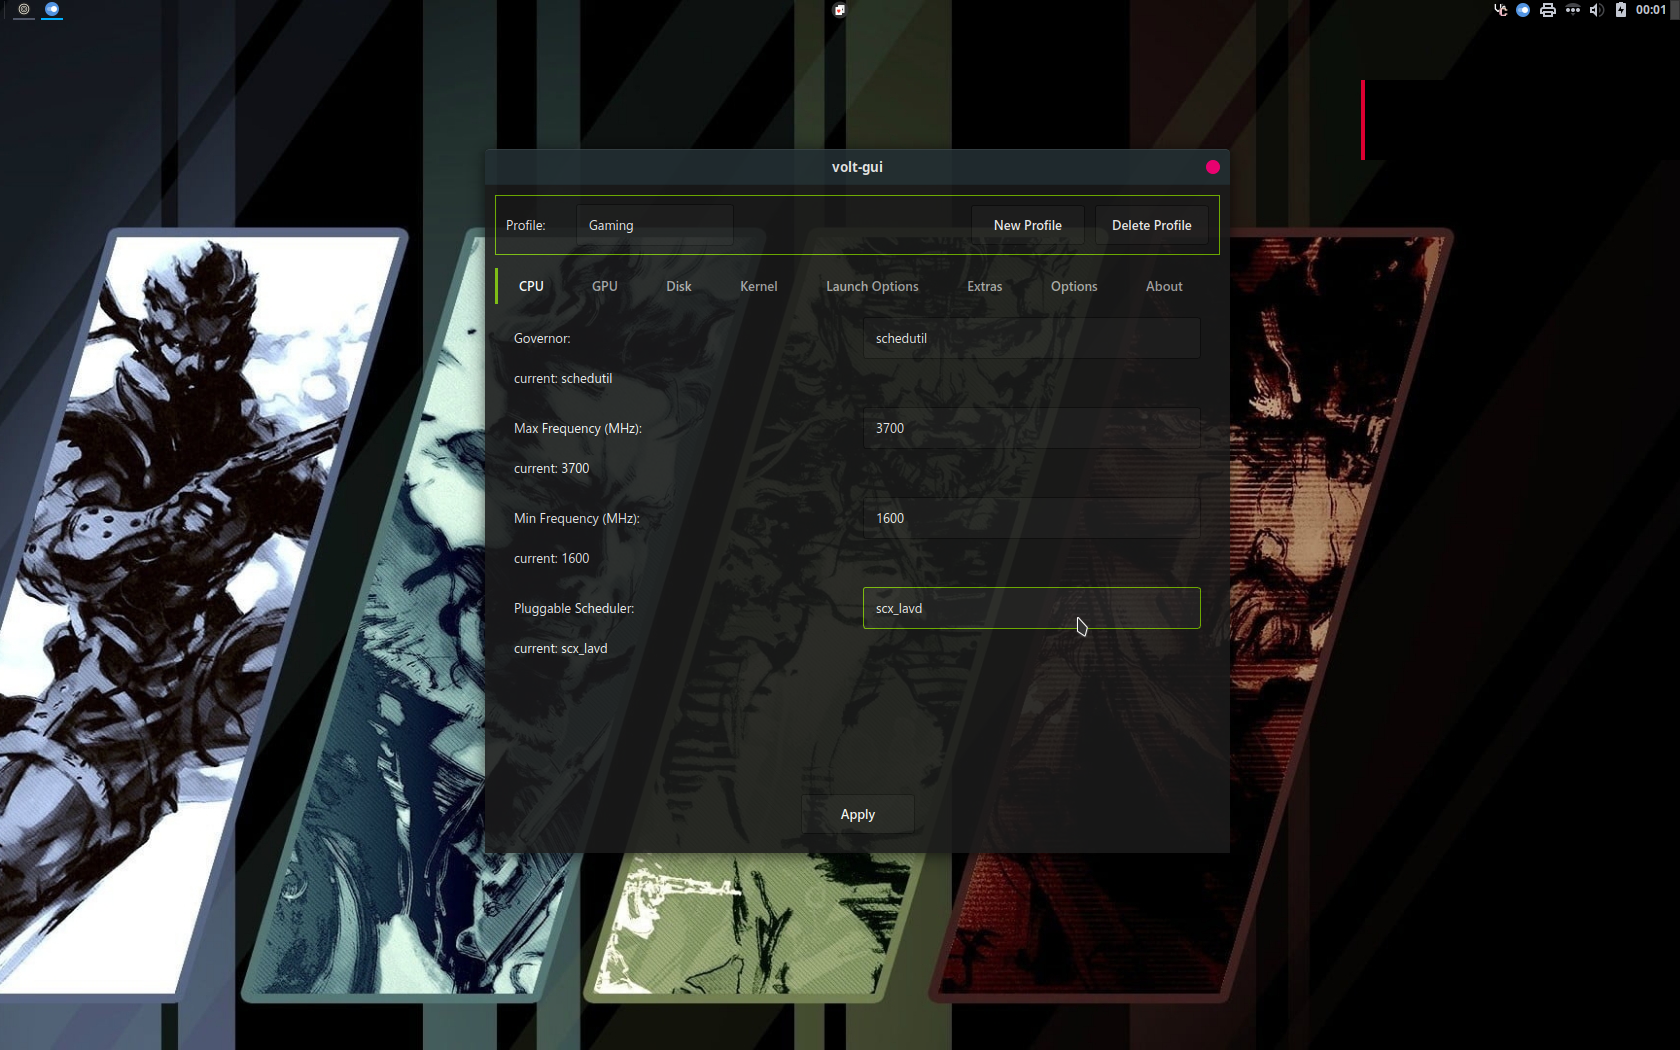 00:01
volt-gui
Profile: Gaming New Profile Delete Profile
CPU GPU Disk Kernel Launch Options Extras Options About
Governor: schedutil
current: schedutil
Max Frequency (MHz): 3700
current: 3700
Min Frequency (MHz): 1600
current: 1600
Pluggable Scheduler: scx_lavd
current: scx_lavd
Apply